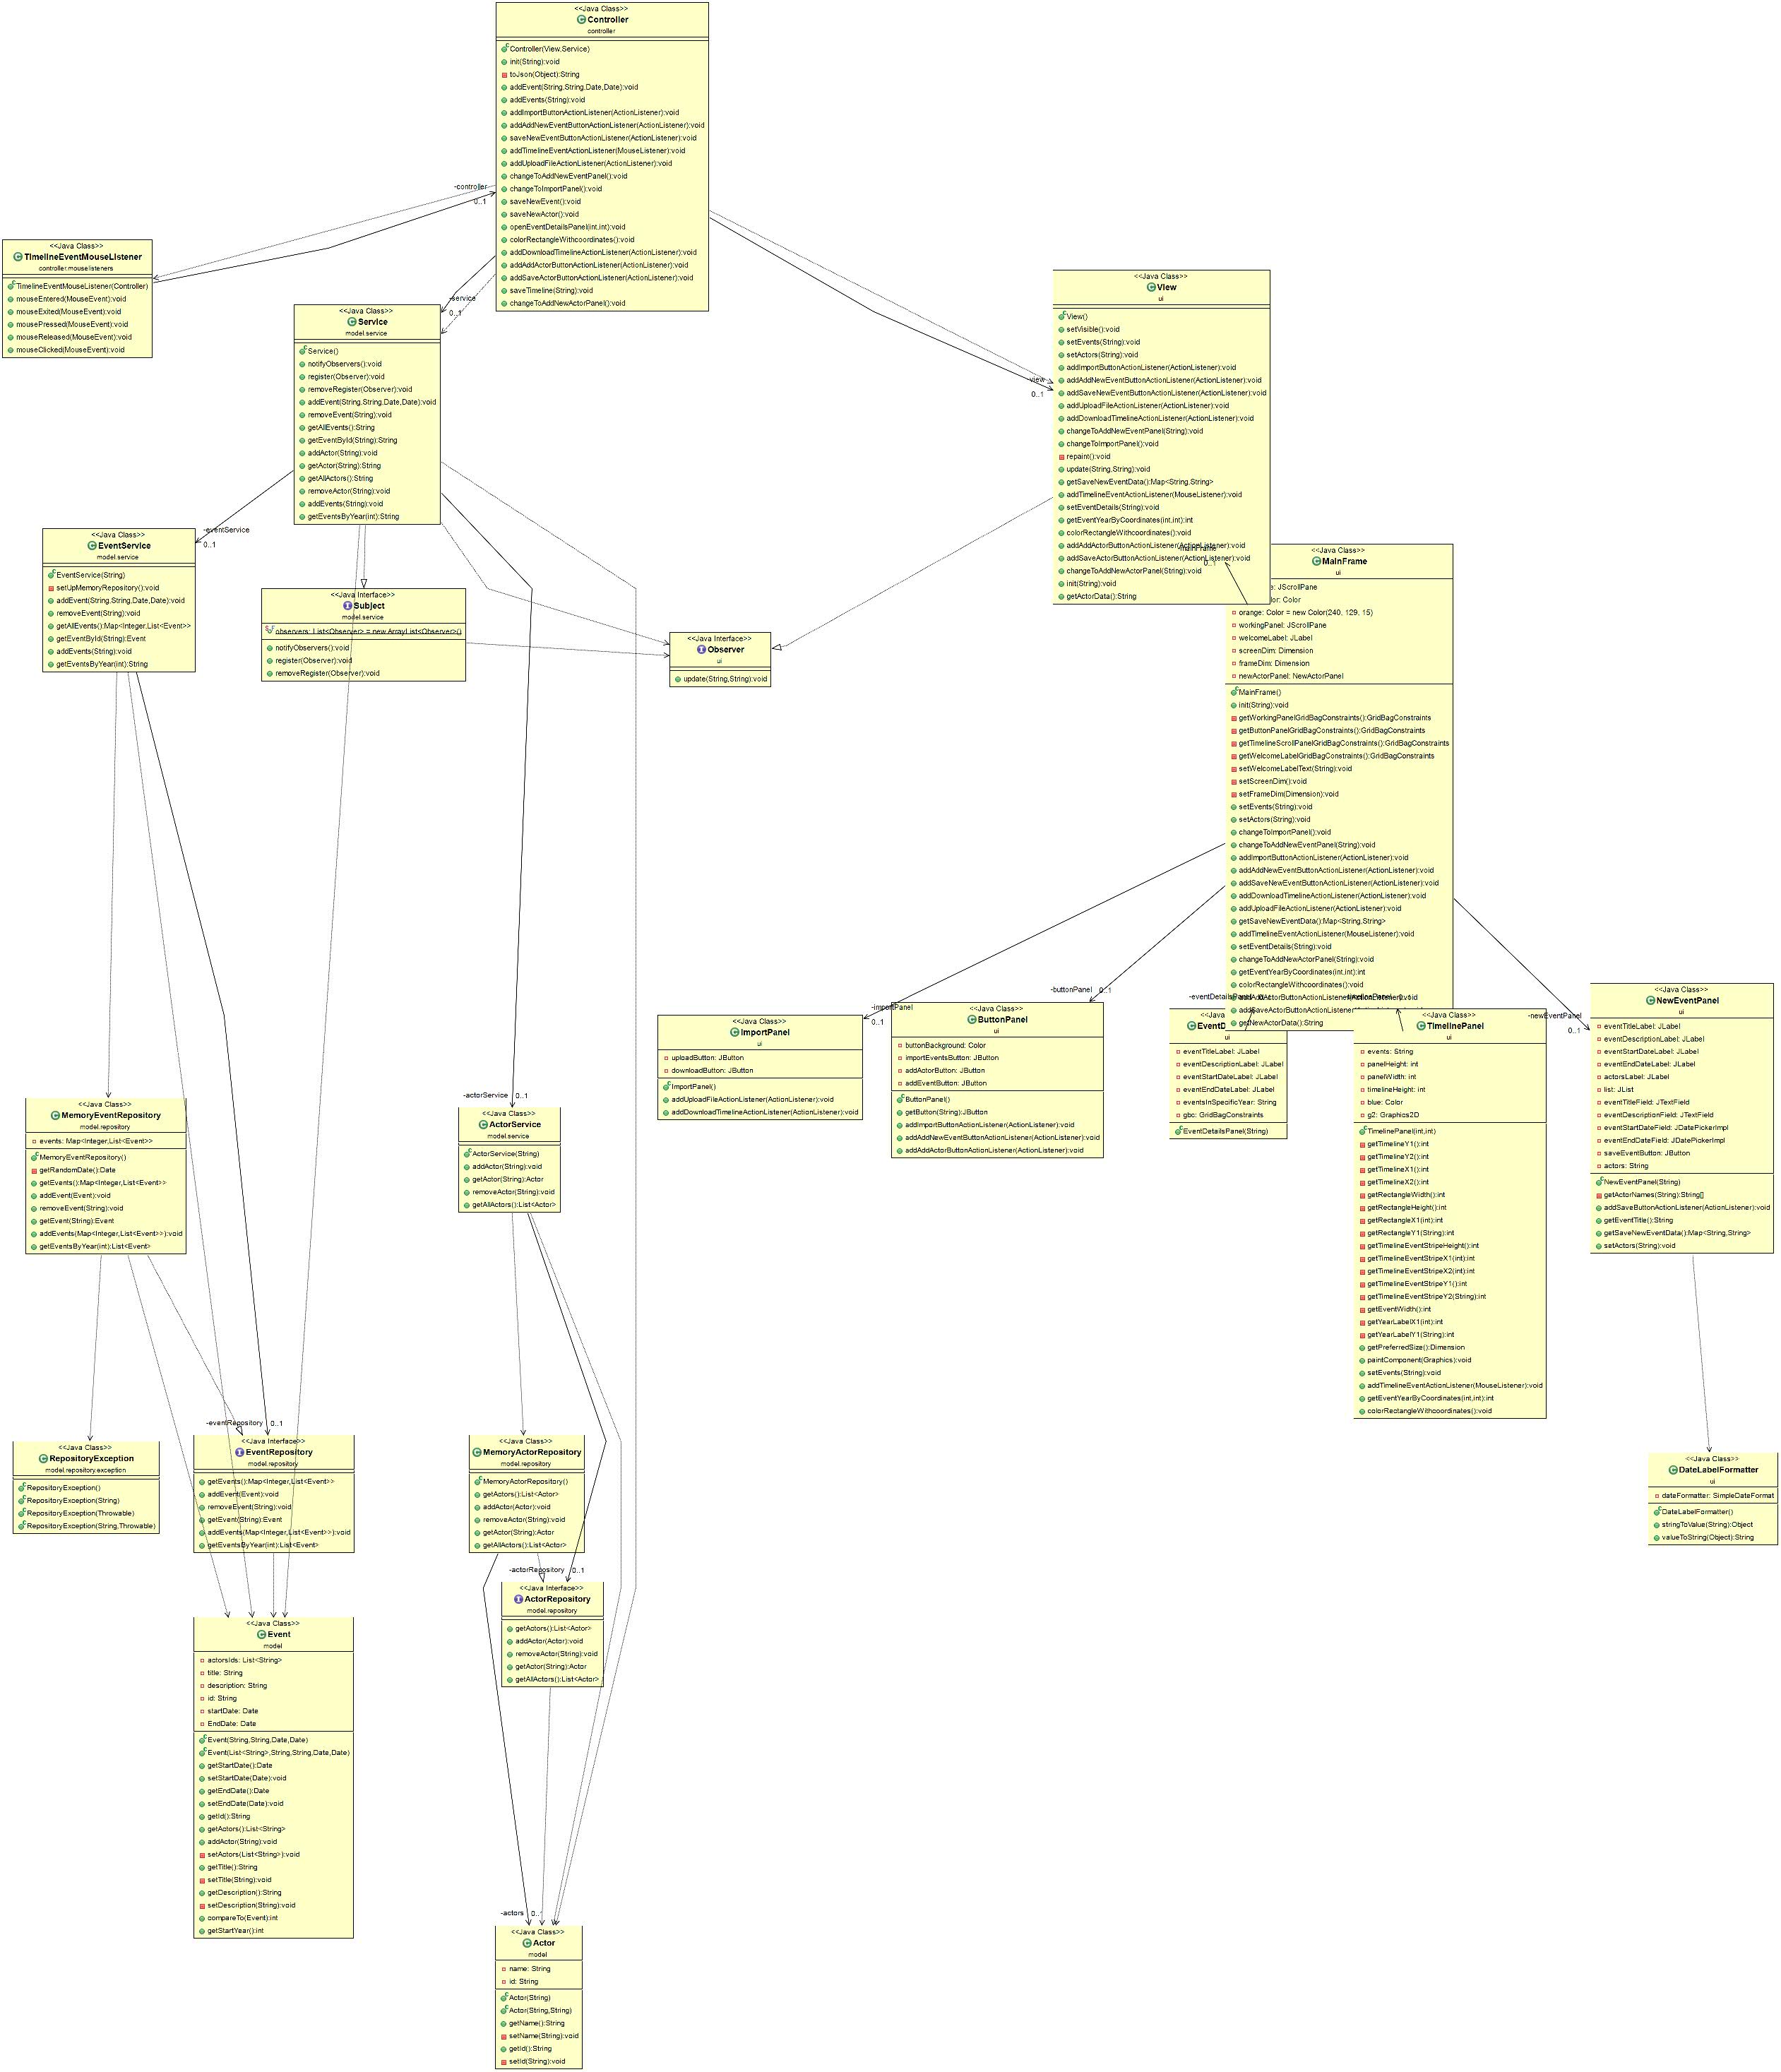 <<Java Class>>
Controller
controller
Controller(View,Service)
init(String):void
toJson(Object):String
addEvent(String,String,Date,Date):void
addEvents(String):void
addImportButtonActionListener(ActionListener):void
addAddNewEventButtonActionListener(ActionListener):void
saveNewEventButtonActionListener(ActionListener):void
addTimelineEventActionListener(MouseListener):void
addUploadFileActionListener(ActionListener):void
changeToAddNewEventPanel():void
changeToImportPanel():void
saveNewEvent():void
saveNewActor():void
openEventDetailsPanel(int,int):void
colorRectangleWithcoordinates():void
addDownloadTimelineActionListener(ActionListener):void
addAddActorButtonActionListener(ActionListener):void
addSaveActorButtonActionListener(ActionListener):void
saveTimeline(String):void
changeToAddNewActorPanel():void
-controller
0..1
<<Java Class>>
TimelineEventMouseListener
controller.mouselisteners
TimelineEventMouseListener(Controller)
mouseEntered(MouseEvent):void
mouseExited(MouseEvent):void
mousePressed(MouseEvent):void
mouseReleased(MouseEvent):void
mouseClicked(MouseEvent):void
-service
0..1
<<Java Class>>
Service
model.service
Service()
notifyObservers():void
register(Observer):void
removeRegister(Observer):void
addEvent(String,String,Date,Date):void
removeEvent(String):void
getAllEvents():String
getEventById(String):String
addActor(String):void
getActor(String):String
getAllActors():String
removeActor(String):void
addEvents(String):void
getEventsByYear(int):String
-view
0..1
<<Java Class>>
View
ui
View()
setVisible():void
setEvents(String):void
setActors(String):void
addImportButtonActionListener(ActionListener):void
addAddNewEventButtonActionListener(ActionListener):void
addSaveNewEventButtonActionListener(ActionListener):void
addUploadFileActionListener(ActionListener):void
addDownloadTimelineActionListener(ActionListener):void
changeToAddNewEventPanel(String):void
changeToImportPanel():void
repaint():void
update(String,String):void
getSaveNewEventData():Map<String,String>
addTimelineEventActionListener(MouseListener):void
setEventDetails(String):void
getEventYearByCoordinates(int,int):int
colorRectangleWithcoordinates():void
addAddActorButtonActionListener(ActionListener):void
addSaveActorButtonActionListener(ActionListener):void
changeToAddNewActorPanel(String):void
init(String):void
getActorData():String
-mainFrame
0..1
-eventService
0..1
<<Java Class>>
EventService
model.service
EventService(String)
setUpMemoryRepository():void
addEvent(String,String,Date,Date):void
removeEvent(String):void
getAllEvents():Map<Integer,List<Event>>
getEventById(String):Event
addEvents(String):void
getEventsByYear(int):String
<<Java Interface>>
Subject
model.service
observers: List<Observer> = new ArrayList<Observer>()
notifyObservers():void
register(Observer):void
removeRegister(Observer):void
<<Java Interface>>
Observer
ui
update(String,String):void
<<Java Class>>
MainFrame
ui
JScrollPane
Color
orange: Color = new Color(240, 129, 15)
workingPanel: JScrollPane
welcomeLabel: JLabel
screenDim: Dimension
frameDim: Dimension
newActorPanel: NewActorPanel
MainFrame()
init(String):void
getWorkingPanelGridBagConstraints():GridBagConstraints
getButtonPanelGridBagConstraints():GridBagConstraints
getTimelineScrollPanelGridBagConstraints():GridBagConstraints
getWelcomeLabelGridBagConstraints():GridBagConstraints
setWelcomeLabelText(String):void
setScreenDim():void
setFrameDim(Dimension):void
setEvents(String):void
setActors(String):void
changeToImportPanel():void
changeToAddNewEventPanel(String):void
addImportButtonActionListener(ActionListener):void
addAddNewEventButtonActionListener(ActionListener):void
addSaveNewEventButtonActionListener(ActionListener):void
addDownloadTimelineActionListener(ActionListener):void
addUploadFileActionListener(ActionListener):void
getSaveNewEventData():Map<String,String>
addTimelineEventActionListener(MouseListener):void
setEventDetails(String):void
changeToAddNewActorPanel(String):void
getEventYearByCoordinates(int,int):int
colorRectangleWithcoordinates():void
addAddActorButtonActionListener(ActionListener):void
addSaveActorButtonActionListener
getNewActorData():String
-importPanel
0..1
<<Java Class>>
ImportPanel
ui
uploadButton: JButton
downloadButton: JButton
ImportPanel()
addUploadFileActionListener(ActionListener):void
addDownloadTimelineActionListener(ActionListener):void
-buttonPanel
0..1
<<Java Class>>
ButtonPanel
ui
buttonBackground: Color
importEventsButton: JButton
addActorButton: JButton
addEventButton: JButton
ButtonPanel()
getButton(String):JButton
addImportButtonActionListener(ActionListener):void
addAddNewEventButtonActionListener(ActionListener):void
addAddActorButtonActionListener(ActionListener):void
ui
eventTitleLabel: JLabel
eventDescriptionLabel: JLabel
eventStartDateLabel: JLabel
eventEndDateLabel: JLabel
eventsInSpecificYear: String
gbc: GridBagConstraints
EventDetailsPanel(String)
<<Java Class>>
TimelinePanel
ui
events: String
panelHeight: int
panelWidth: int
timelineHeight: int
blue: Color
g2: Graphics2D
TimelinePanel(int,int)
getTimelineY1():int
getTimelineY2():int
getTimelineX1():int
getTimelineX2():int
getRectangleWidth():int
getRectangleHeight():int
getRectangleX1(int):int
getRectangleY1(String):int
getTimelineEventStripeHeight():int
getTimelineEventStripeX1(int):int
getTimelineEventStripeX2(int):int
getTimelineEventStripeY1():int
getTimelineEventStripeY2(String):int
getEventWidth():int
getYearLabelX1(int):int
getYearLabelY1(String):int
getPreferredSize():Dimension
paintComponent(Graphics):void
setEvents(String):void
addTimelineEventActionListener(MouseListener):void
getEventYearByCoordinates(int,int):int
colorRectangleWithcoordinates():void
-newEventPanel
0..1
<<Java Class>>
NewEventPanel
ui
eventTitleLabel: JLabel
eventDescriptionLabel: JLabel
eventStartDateLabel: JLabel
eventEndDateLabel: JLabel
actorsLabel: JLabel
list: JList
eventTitleField: JTextField
eventDescriptionField: JTextField
eventStartDateField: JDatePickerImpl
eventEndDateField: JDatePickerImpl
saveEventButton: JButton
actors: String
NewEventPanel(String)
getActorNames(String):String[]
addSaveButtonActionListener(ActionListener):void
getEventTitle():String
getSaveNewEventData():Map<String,String>
setActors(String):void
<<Java Class>>
MemoryEventRepository
model.repository
events: Map<Integer,List<Event>>
MemoryEventRepository()
getRandomDate():Date
getEvents():Map<Integer,List<Event>>
addEvent(Event):void
removeEvent(String):void
getEvent(String):Event
addEvents(Map<Integer,List<Event>>):void
getEventsByYear(int):List<Event>
-actorService
0..1
<<Java Class>>
ActorService
model.service
ActorService(String)
addActor(String):void
getActor(String):Actor
removeActor(String):void
getAllActors():List<Actor>
<<Java Class>>
RepositoryException
model.repository.exception
RepositoryException()
RepositoryException(String)
RepositoryException(Throwable)
RepositoryException(String,Throwable)
-eventRepository
0..1
<<Java Interface>>
EventRepository
model.repository
getEvents():Map<Integer,List<Event>>
addEvent(Event):void
removeEvent(String):void
getEvent(String):Event
addEvents(Map<Integer,List<Event>>):void
getEventsByYear(int):List<Event>
<<Java Class>>
MemoryActorRepository
model.repository
MemoryActorRepository()
getActors():List<Actor>
addActor(Actor):void
removeActor(String):void
getActor(String):Actor
getAllActors():List<Actor>
<<Java Class>>
DateLabelFormatter
ui
dateFormatter: SimpleDateFormat
DateLabelFormatter()
stringToValue(String):Object
valueToString(Object):String
-actorRepository
0..1
<<Java Interface>>
ActorRepository
model.repository
getActors():List<Actor>
addActor(Actor):void
removeActor(String):void
getActor(String):Actor
getAllActors():List<Actor>
<<Java Class>>
Event
model
actorsIds: List<String>
title: String
description: String
id: String
startDate: Date
EndDate: Date
Event(String,String,Date,Date)
Event(List<String>,String,String,Date,Date)
getStartDate():Date
setStartDate(Date):void
getEndDate():Date
setEndDate(Date):void
getId():String
getActors():List<String>
addActor(String):void
setActors(List<String>):void
getTitle():String
setTitle(String):void
getDescription():String
setDescription(String):void
compareTo(Event):int
getStartYear():int
-actors
<<Java Class>>
Actor
model
name: String
id: String
Actor(String)
Actor(String,String)
getName():String
setName(String):void
getId():String
setId(String):void